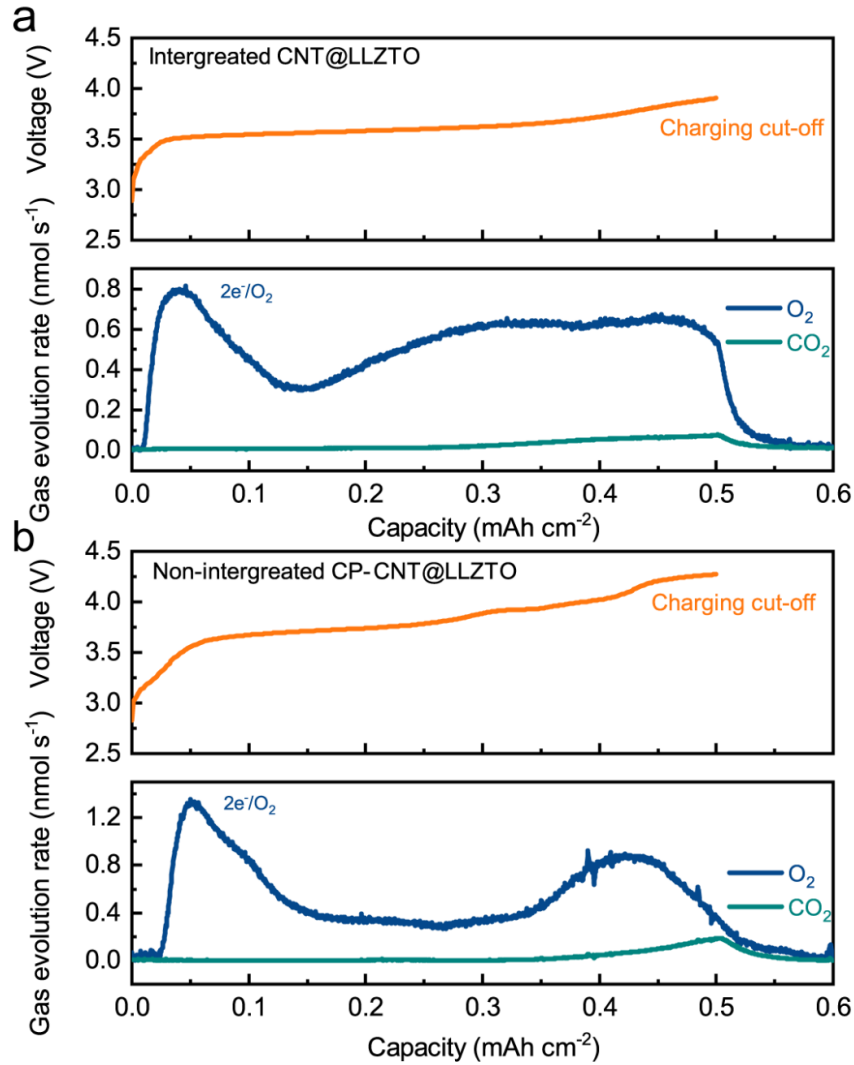 a
Voltage (V)
4.5
4.0
3.5
3.0
2.5
Intergreated CNT@LLZTO
Charging cut-off
Gas evolution rate (nmol s⁻¹)
0.8
0.6
0.4
0.2
0.0
2e⁻/O₂
O₂
CO₂
0.0 0.1 0.2 0.3 0.4 0.5 0.6
Capacity (mAh cm⁻²)
b
Voltage (V)
4.5
4.0
3.5
3.0
2.5
Non-intergreated CP-CNT@LLZTO
Charging cut-off
Gas evolution rate (nmol s⁻¹)
1.2
0.8
0.4
0.0
2e⁻/O₂
O₂
CO₂
0.0 0.1 0.2 0.3 0.4 0.5 0.6
Capacity (mAh cm⁻²)